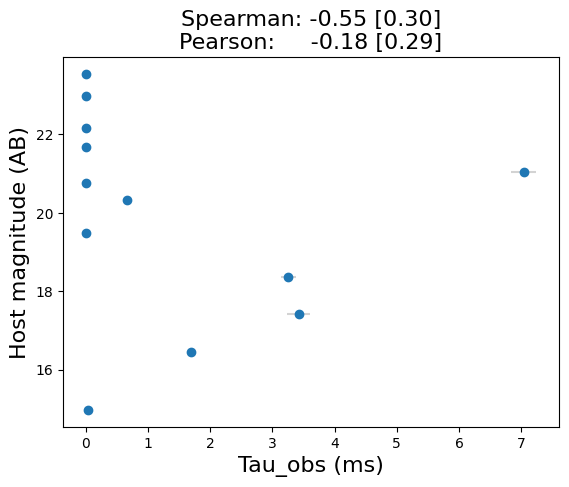 Spearman: -0.55 [0.30]
Pearson: -0.18 [0.29]
Host magnitude (AB)
22
20
18
16
0 1 2 3 4 5 6 7
Tau_obs (ms)